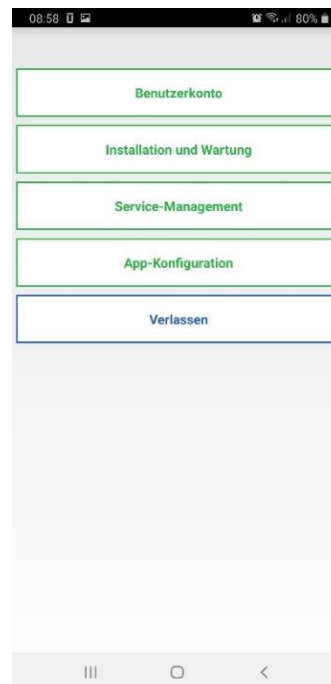 08:58 80%
Benutzerkonto
Installation und Wartung
Service-Management
App-Konfiguration
Verlassen